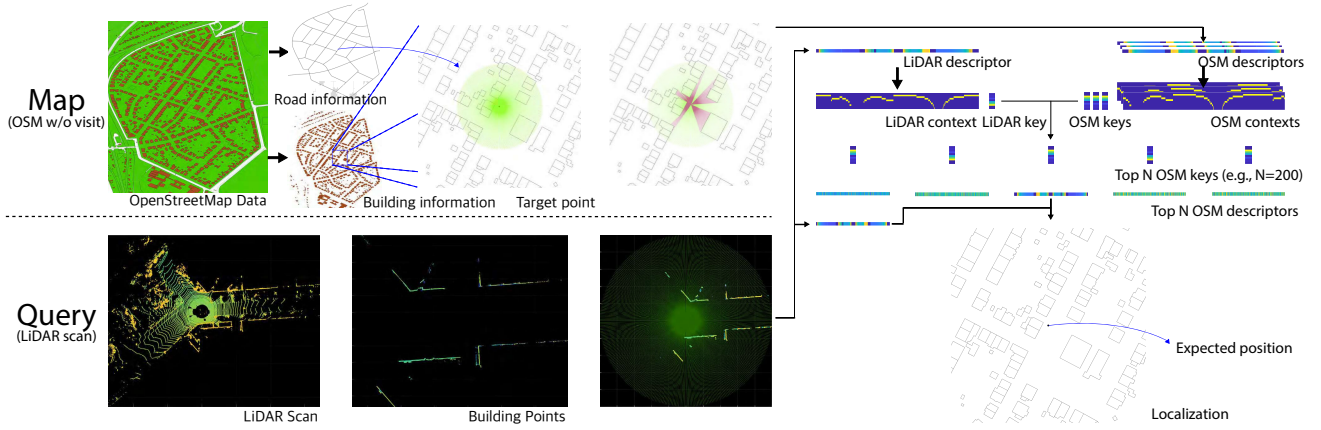 Map
(OSM w/o visit)
OpenStreetMap Data
Road information
Building information
Target point
LiDAR descriptor
OSM descriptors
LiDAR context
LiDAR key
OSM keys
OSM contexts
Top N OSM keys (e.g., N=200)
Top N OSM descriptors
Query
(LiDAR scan)
LiDAR Scan
Building Points
Expected position
Localization